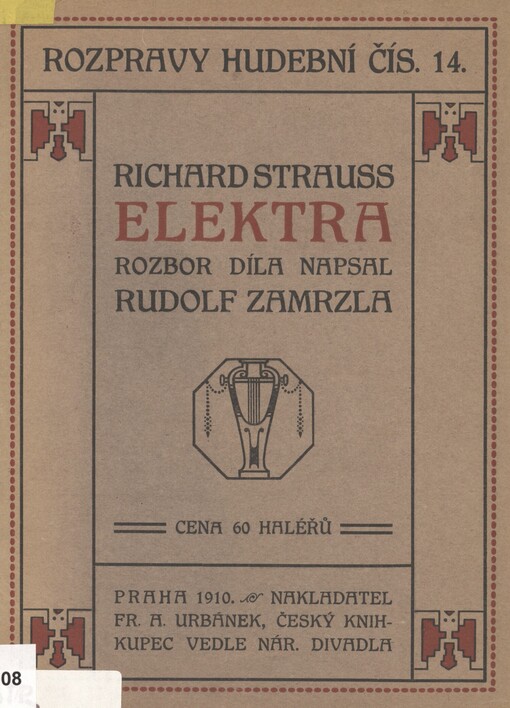 ROZPRAVY HUDEBNÍ ČÍS. 14.
RICHARD STRAUSS
ELEKTRA
ROZBOR DÍLA NAPSAL
RUDOLF ZAMRZLA
CENA 60 HALÉŘŮ
PRAHA 1910. NAKLADATEL
FR. A. URBÁNEK, ČESKÝ KNIH-
KUPEC VEDLE NÁR. DIVADLA
08